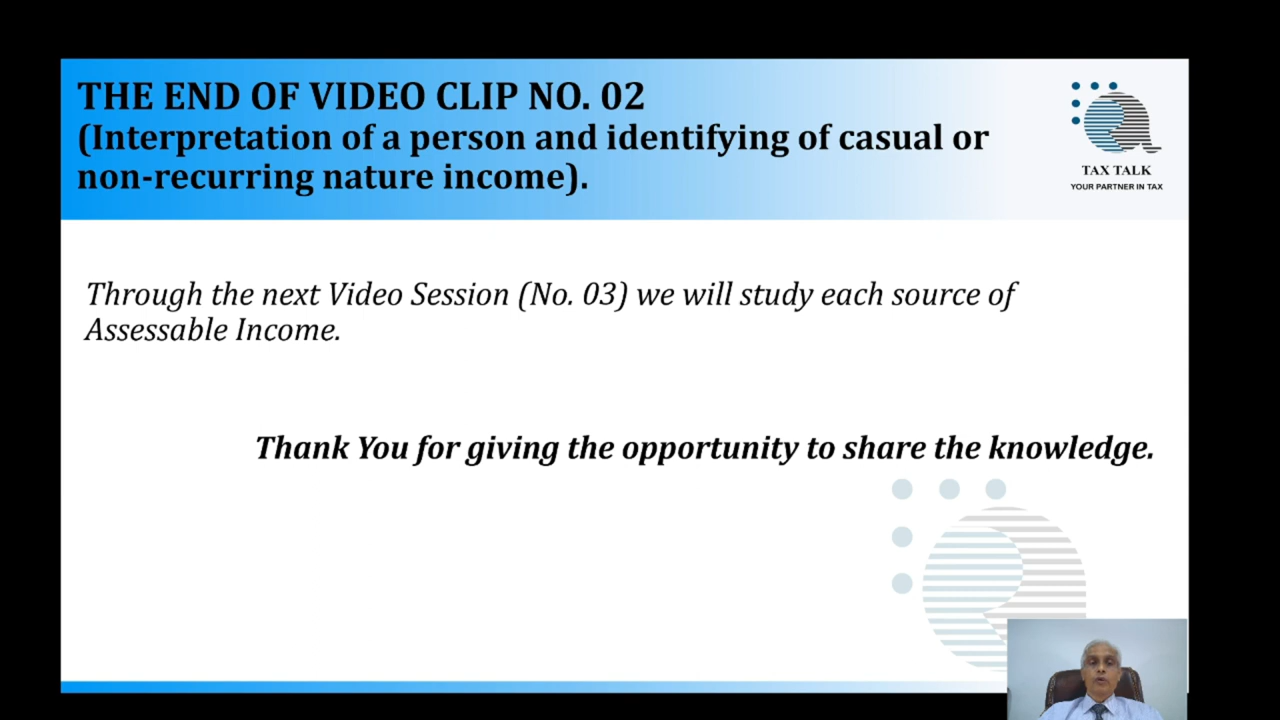 THE END OF VIDEO CLIP NO. 02
(Interpretation of a person and identifying of casual or
non-recurring nature income).
TAX TALK
YOUR PARTNER IN TAX
Through the next Video Session (No. 03) we will study each source of
Assessable Income.
Thank You for giving the opportunity to share the knowledge.